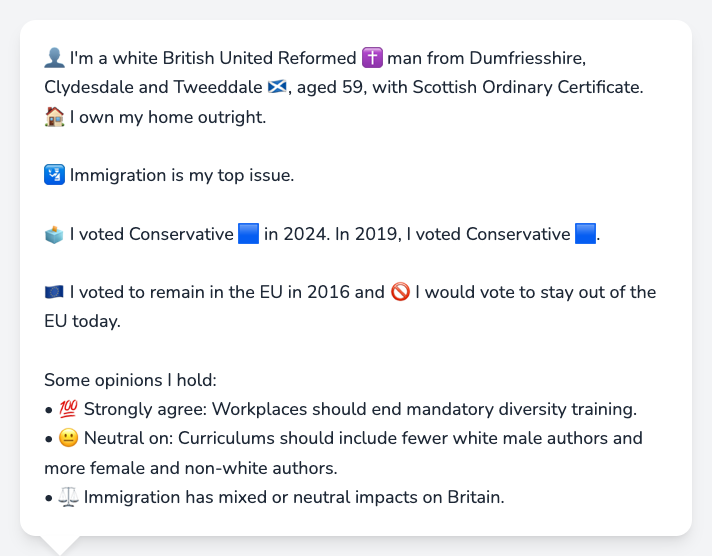 👤 I'm a white British United Reformed ✝️ man from Dumfriesshire,
Clydesdale and Tweeddale 🏴󠁧󠁢󠁳󠁣󠁴󠁿, aged 59, with Scottish Ordinary Certificate.
🏠 I own my home outright.
🛂 Immigration is my top issue.
🗳️ I voted Conservative 🟦 in 2024. In 2019, I voted Conservative 🟦.
🇪🇺 I voted to remain in the EU in 2016 and 🚫 I would vote to stay out of the
EU today.
Some opinions I hold:
• 💯 Strongly agree: Workplaces should end mandatory diversity training.
• 😐 Neutral on: Curriculums should include fewer white male authors and
more female and non-white authors.
• ⚖️ Immigration has mixed or neutral impacts on Britain.